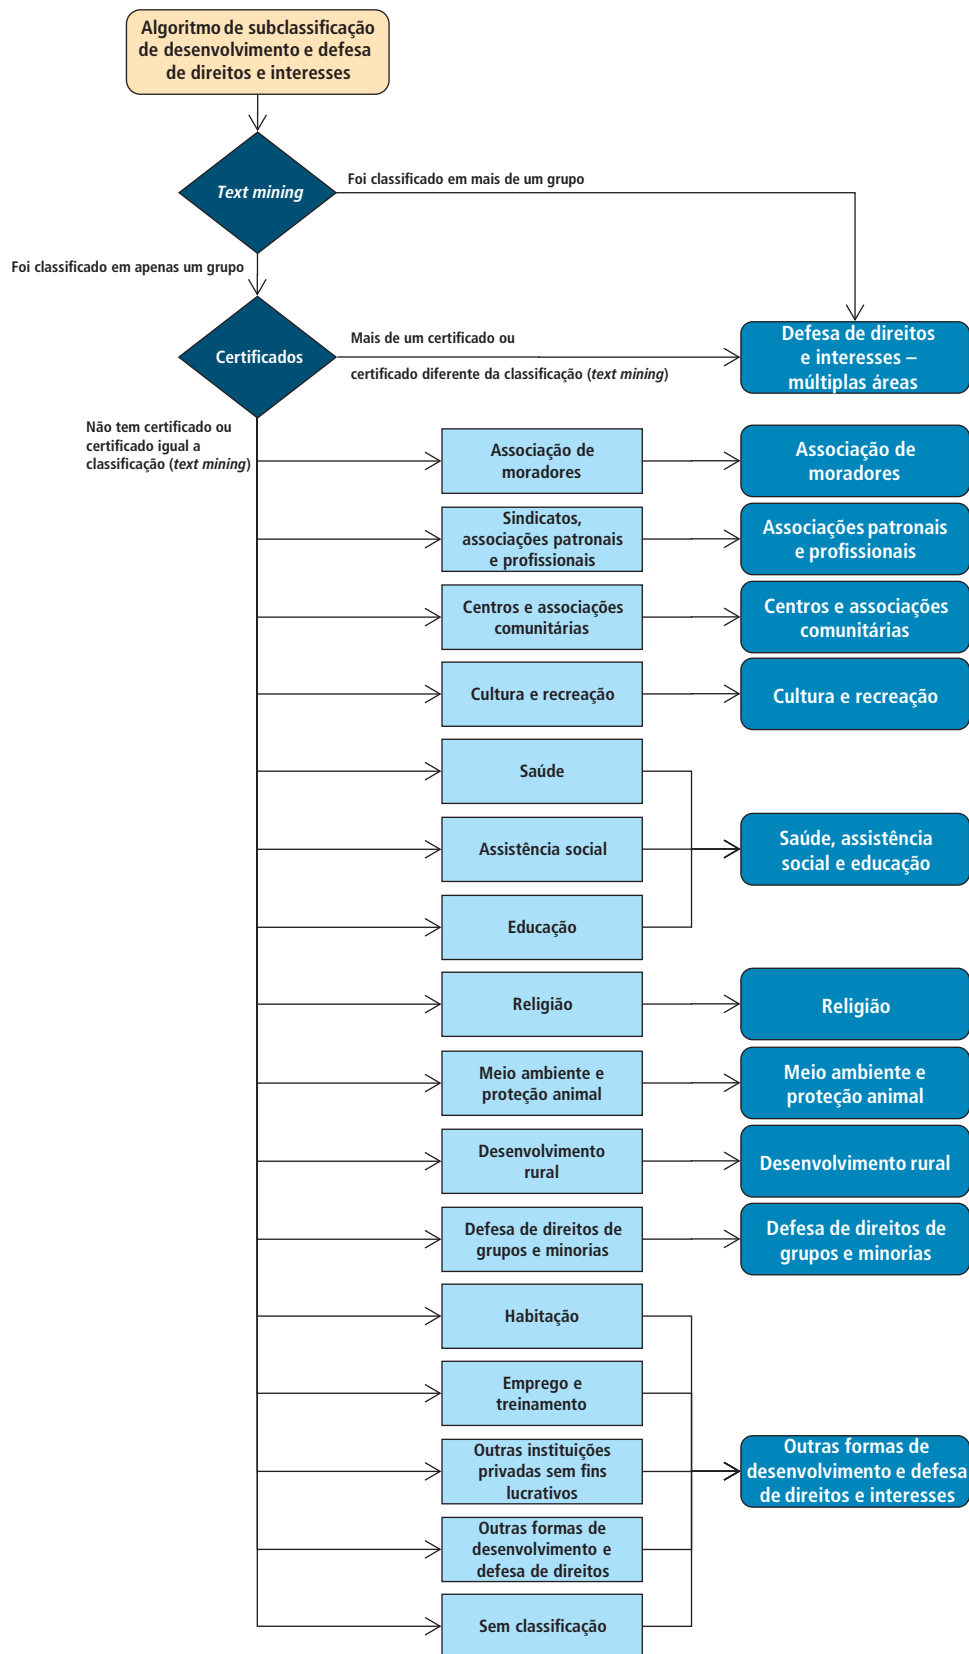 Algoritmo de subclassificação
de desenvolvimento e defesa
de direitos e interesses
Text mining
Foi classificado em mais de um grupo
Foi classificado em apenas um grupo
Certificados
Mais de um certificado ou
certificado diferente da classificação (text mining)
Defesa de direitos
e interesses –
múltiplas áreas
Não tem certificado ou
certificado igual a
classificação (text mining)
Associação de
moradores
Associação de
moradores
Sindicatos,
associações patronais
e profissionais
Associações patronais
e profissionais
Centros e associações
comunitárias
Centros e associações
comunitárias
Cultura e recreação
Cultura e recreação
Saúde
Assistência social
Educação
Saúde, assistência
social e educação
Religião
Religião
Meio ambiente e
proteção animal
Meio ambiente e
proteção animal
Desenvolvimento
rural
Desenvolvimento rural
Defesa de direitos de
grupos e minorias
Defesa de direitos de
grupos e minorias
Habitação
Emprego e
treinamento
Outras instituições
privadas sem fins
lucrativos
Outras formas de
desenvolvimento e
defesa de direitos
Sem classificação
Outras formas de
desenvolvimento e defesa
de direitos e interesses